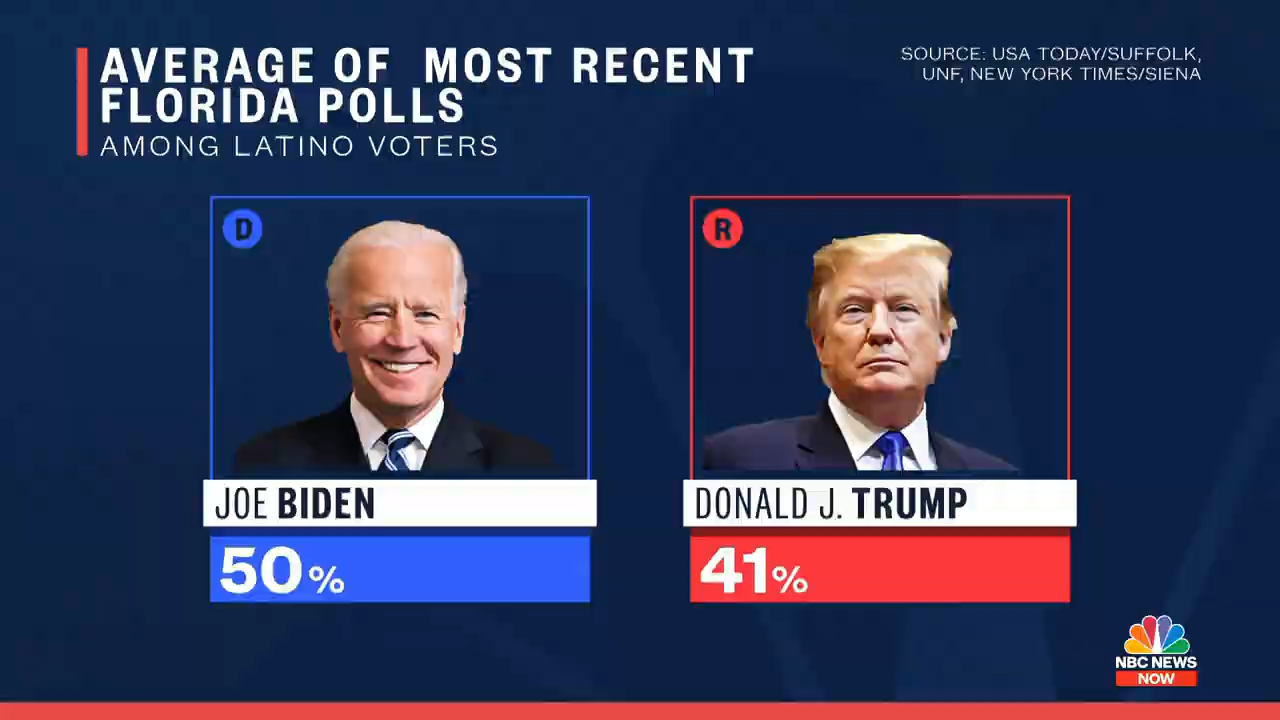 AVERAGE OF MOST RECENT
FLORIDA POLLS
AMONG LATINO VOTERS
SOURCE: USA TODAY/SUFFOLK,
UNF, NEW YORK TIMES/SIENA
D
R
JOE BIDEN
DONALD J. TRUMP
50%
41%
NBC NEWS
NOW